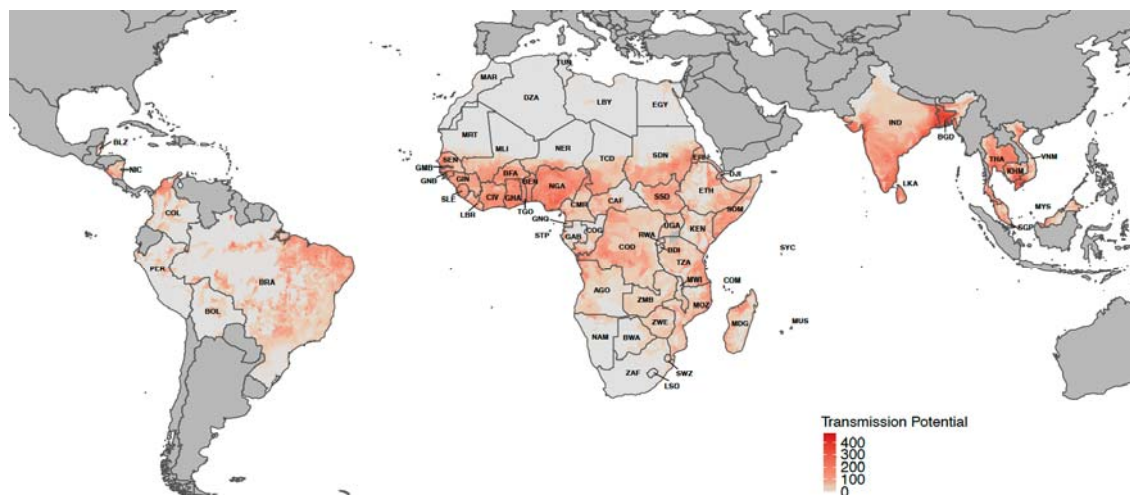 TUN
MAR
DZA
LBY
EGY
IND
BLZ
MRT
MLI
NER
TCD
SDN
ERI
BGD
NIC
SEN
GMB
GNB
GIN
BFA
BEN
NGA
DJI
THA
KHM
VNM
SLE
LBR
CIV
GHA
TGO
CMR
CAF
SSD
ETH
SOM
LKA
COL
GNQ
STP
GAB
COG
COD
RWA
UGA
KEN
BDI
MYS
SGP
PER
BRA
TZA
SYC
BOL
AGO
MWI
COM
ZMB
MOZ
ZWE
MDG
MUS
NAM
BWA
ZAF
SWZ
LSO
Transmission Potential
400
300
200
100
0